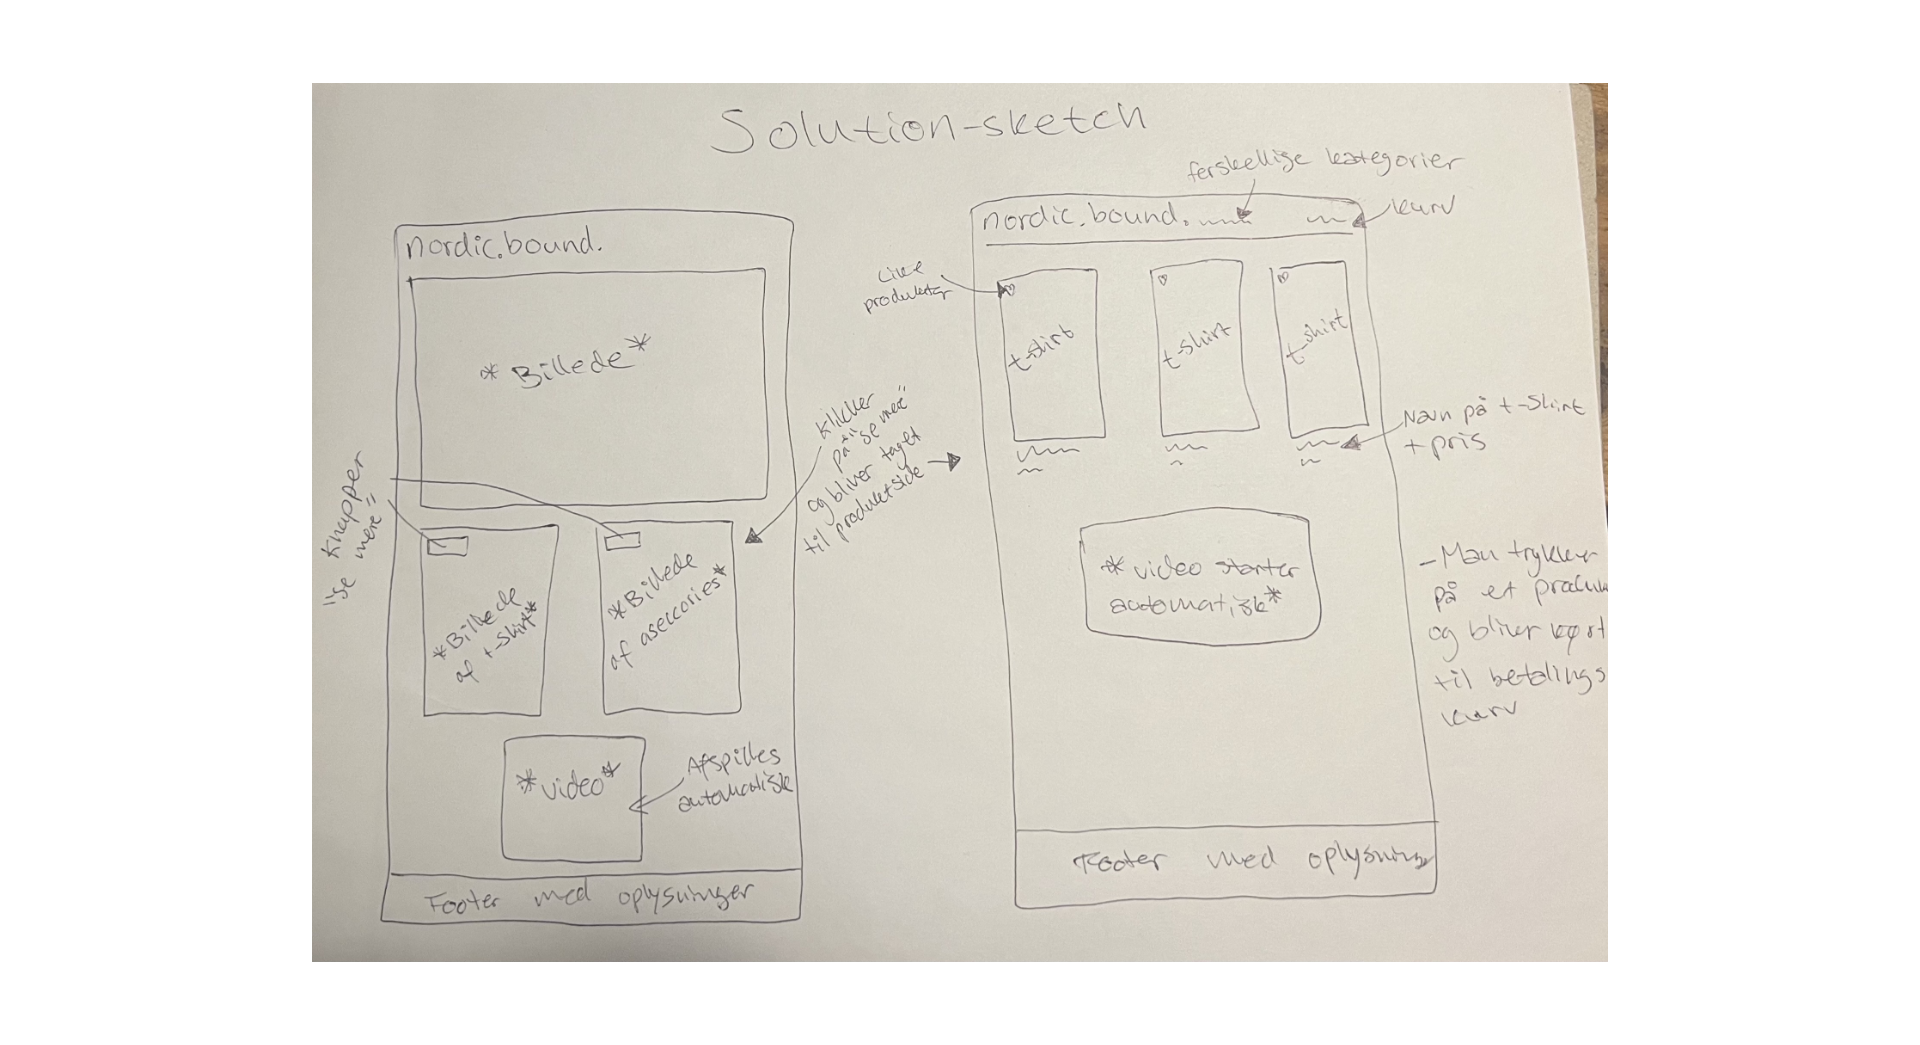 Solution-sketch
nordic.bound.
*Billede*
Knapper
"se mere"
*Billede
af t-shirt*
*Billede
af aseccories*
*video*
Afspilles
automatisk
Footer med oplysninger
Klikker
på "se mere"
og bliver taget
til produktside
ferskellige kategorier
nordic.bound.
kurv
Like
produkter
t-shirt
t-shirt
t-shirt
Navn på t-shirt
+ pris
*video starter
automatisk*
- Man trykker
på et produk
og bliver kørt
til betalings
kurv
Footer med oplysning